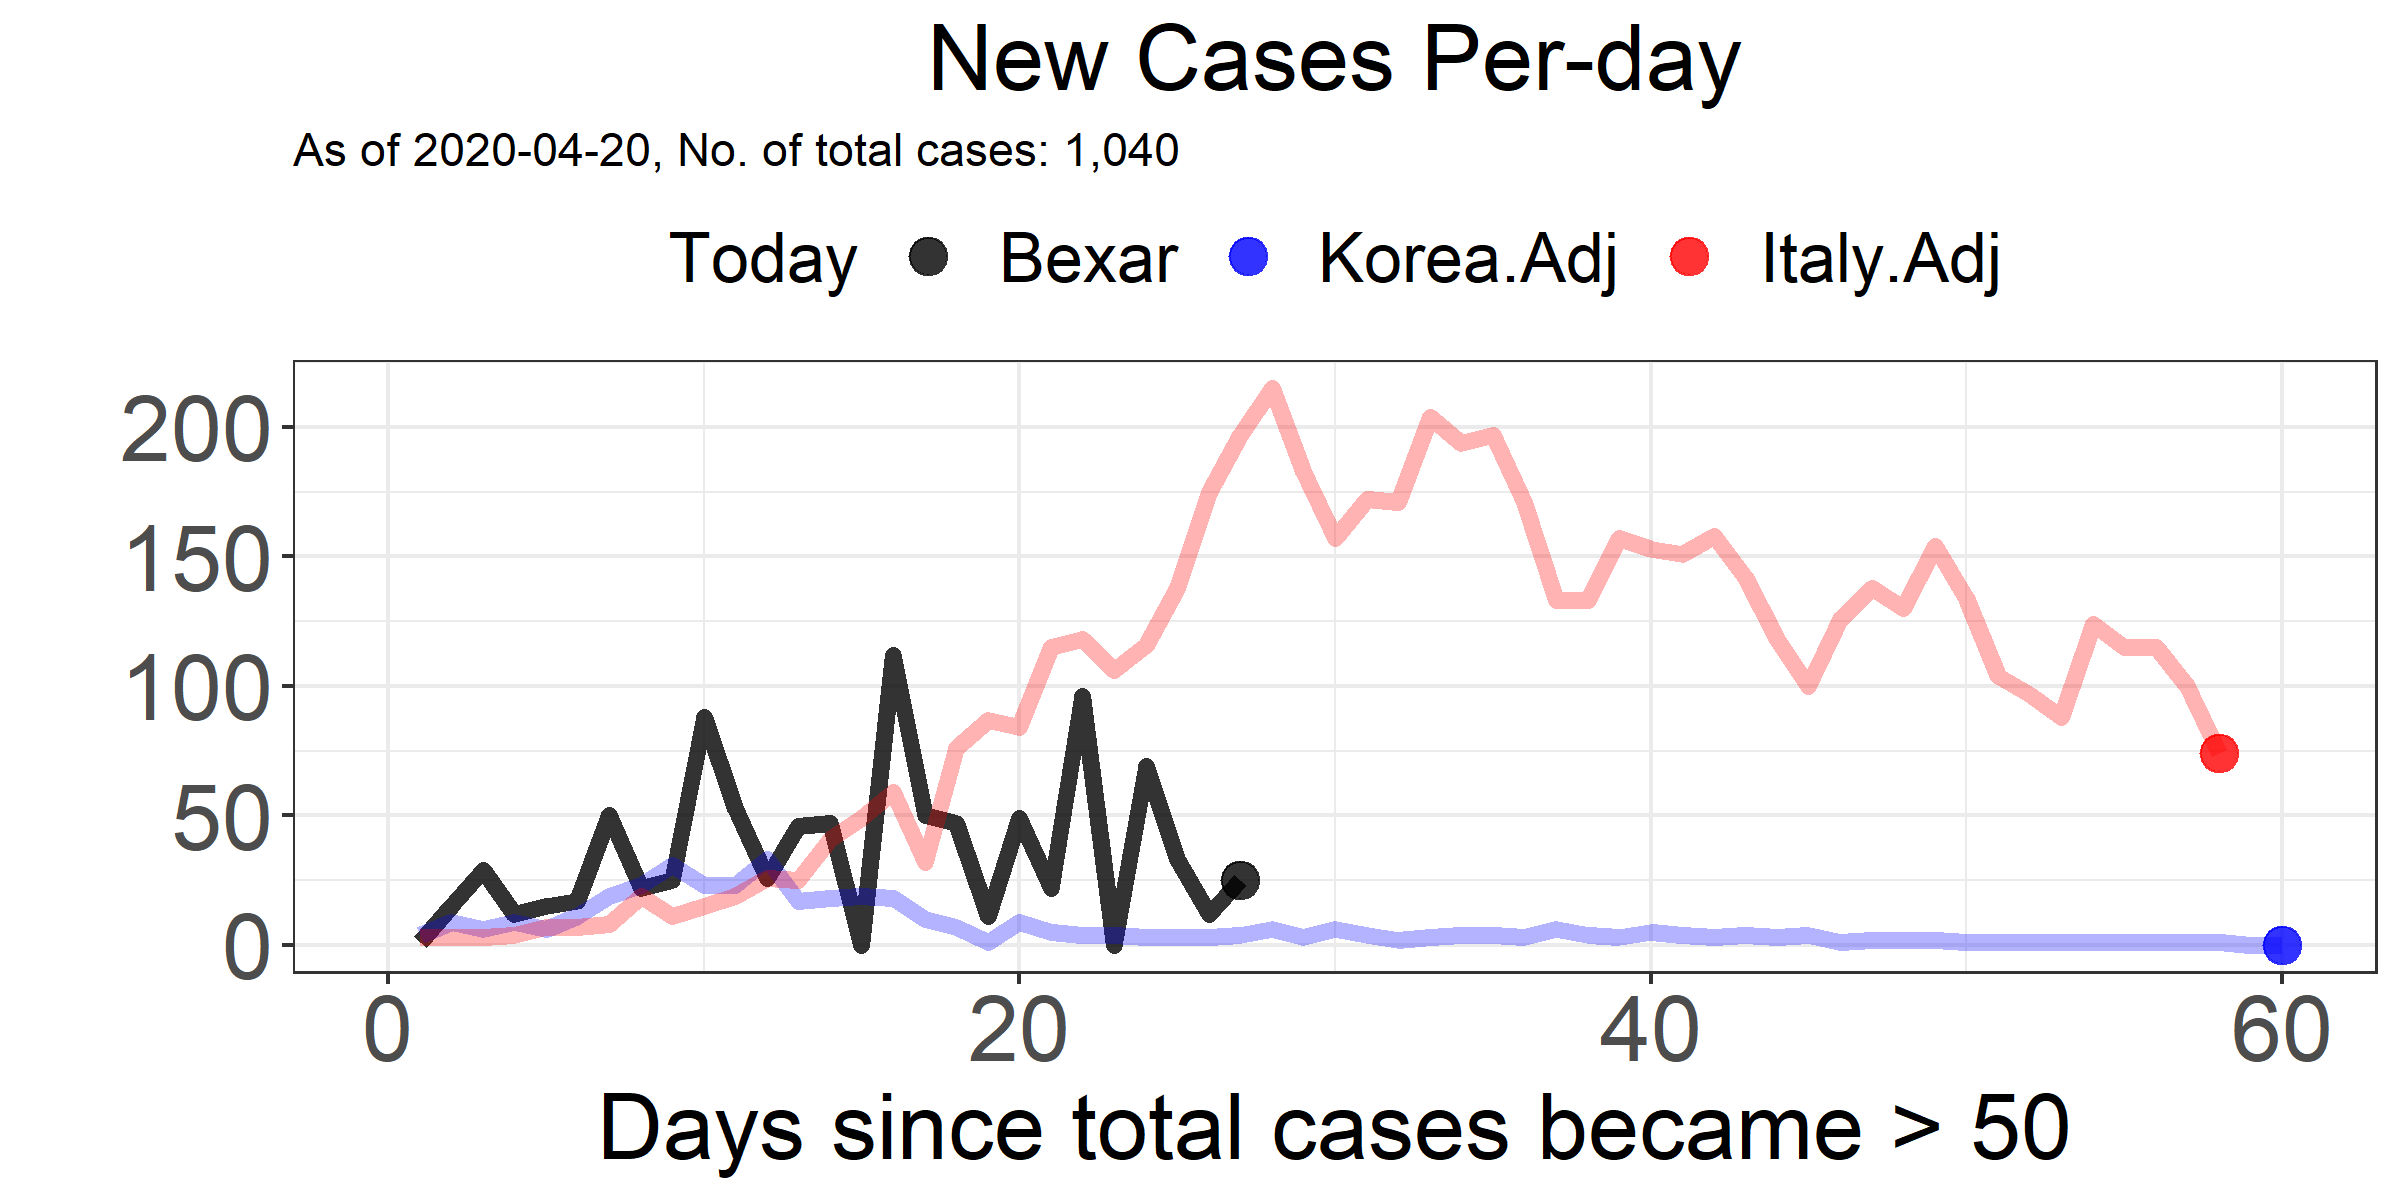 New Cases Per-day
As of 2020-04-20, No. of total cases: 1,040
Today Bexar Korea.Adj Italy.Adj
200
150
100
50
0
0 20 40 60
Days since total cases became > 50